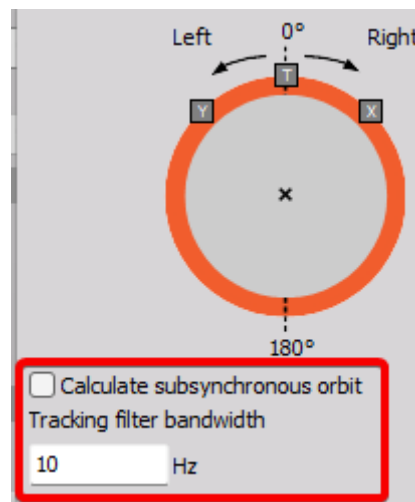 Left 0° Right
T
Y X
180°
Calculate subsynchronous orbit
Tracking filter bandwidth
10 Hz